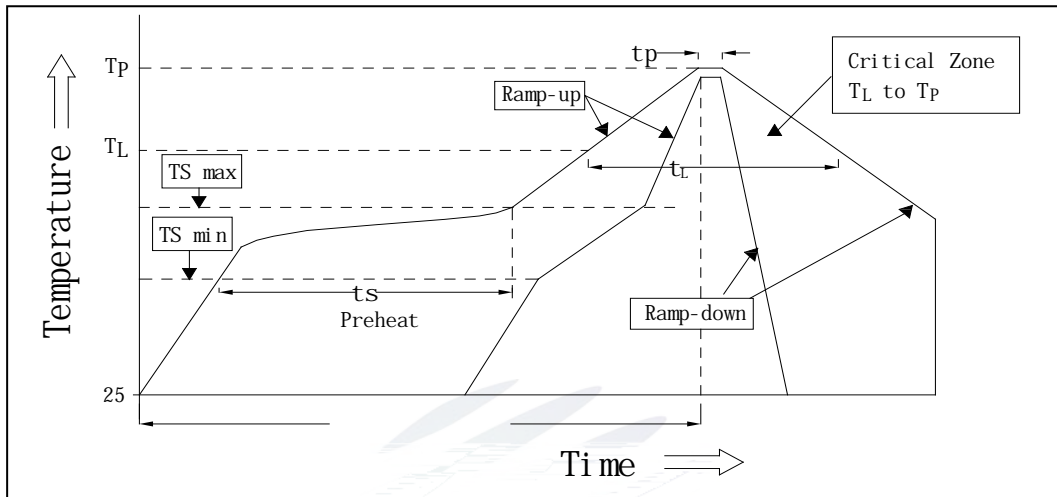 tp
Critical Zone
TL to TP
TP
Ramp-up
TL
tL
TS max
TS min
ts
Preheat
Ramp-down
Temperature
25
Time